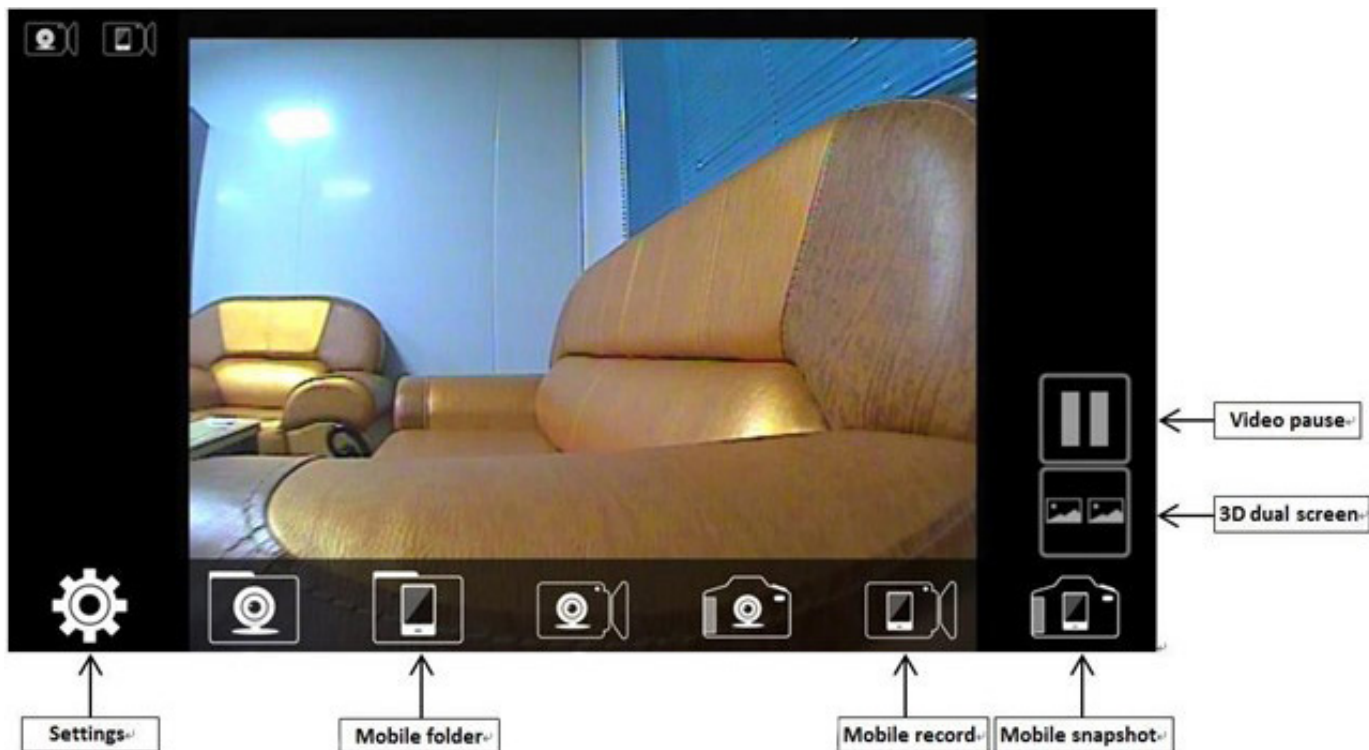 Video pause
3D dual screen
Settings
Mobile folder
Mobile record
Mobile snapshot